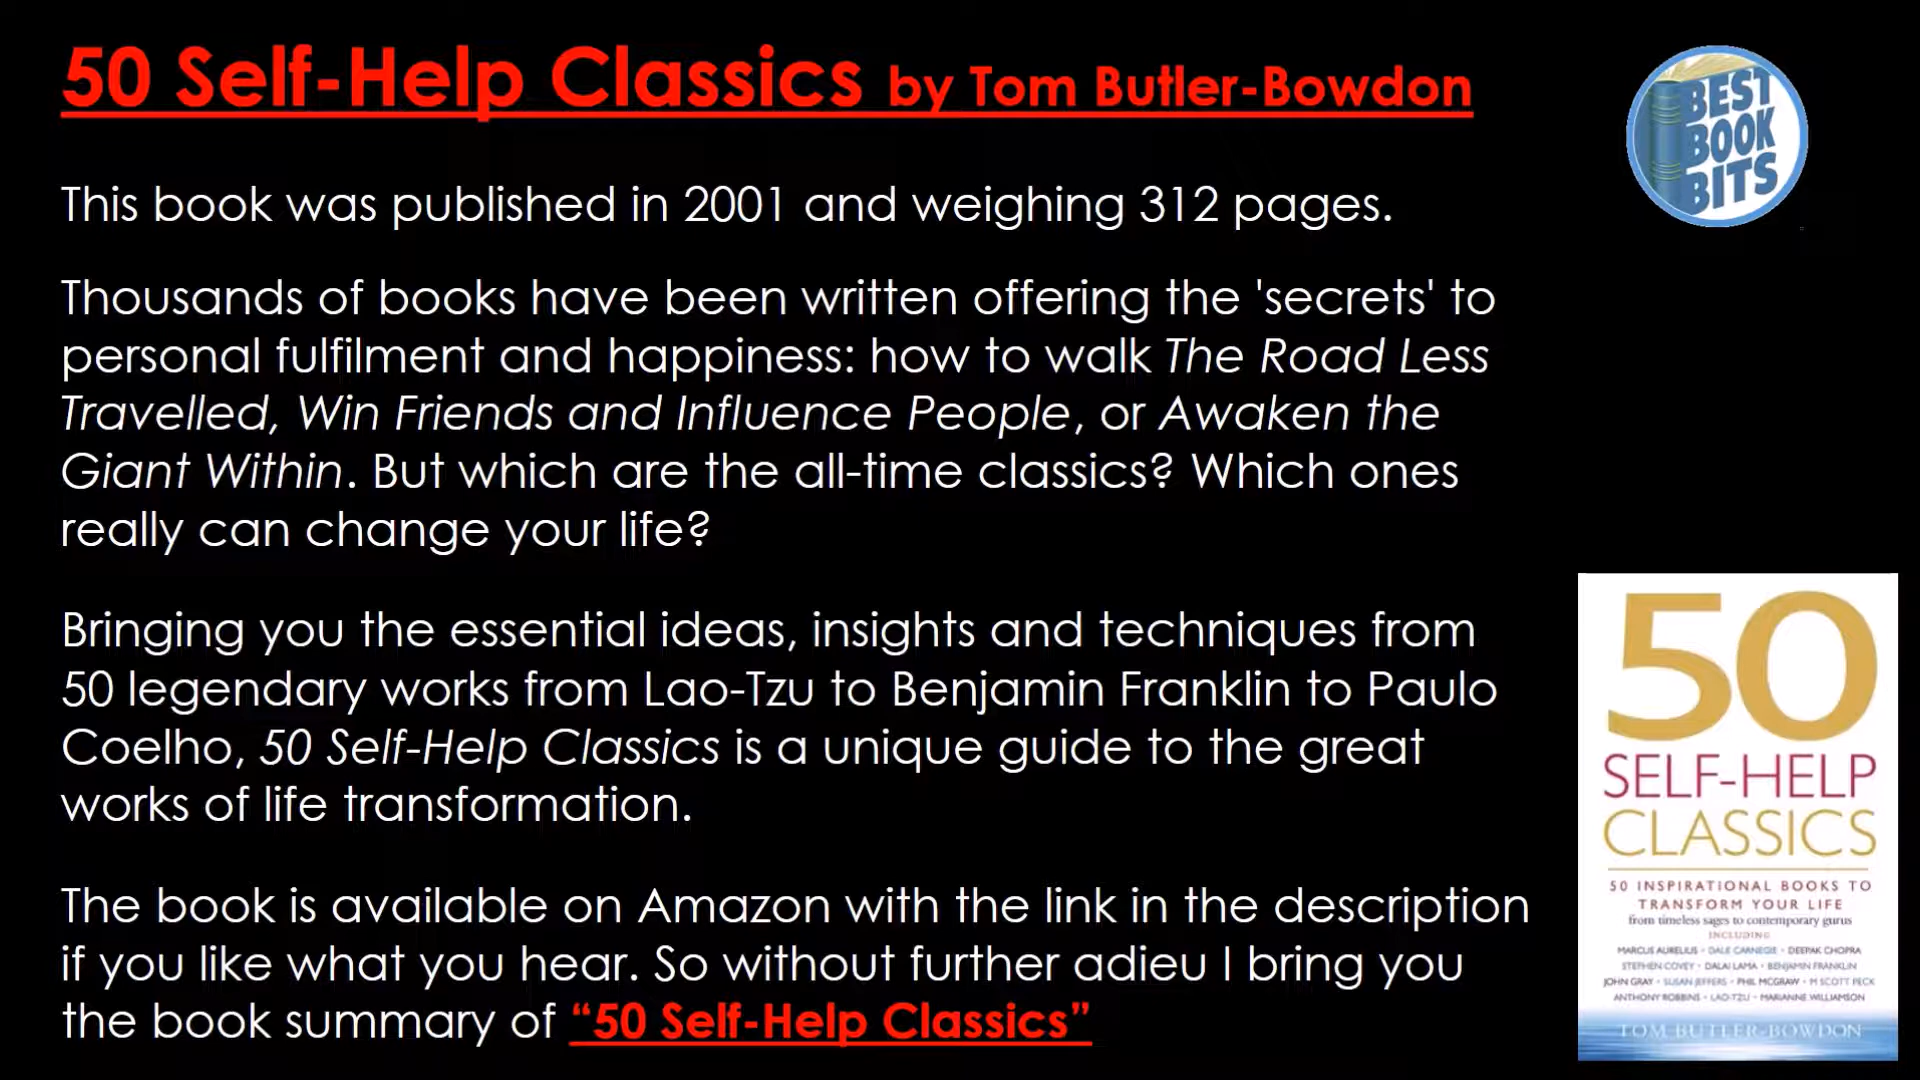 50 Self-Help Classics by Tom Butler-Bowdon
BEST
BOOK
BITS
This book was published in 2001 and weighing 312 pages.
Thousands of books have been written offering the 'secrets' to
personal fulfilment and happiness: how to walk The Road Less
Travelled, Win Friends and Influence People, or Awaken the
Giant Within. But which are the all-time classics? Which ones
really can change your life?
Bringing you the essential ideas, insights and techniques from
50 legendary works from Lao-Tzu to Benjamin Franklin to Paulo
Coelho, 50 Self-Help Classics is a unique guide to the great
works of life transformation.
The book is available on Amazon with the link in the description
if you like what you hear. So without further adieu I bring you
the book summary of “50 Self-Help Classics”
50
SELF-HELP
CLASSICS
50 INSPIRATIONAL BOOKS TO
TRANSFORM YOUR LIFE
from timeless sages to contemporary gurus
INCLUDING
MARCUS AURELIUS • DALE CARNEGIE • DEEPAK CHOPRA
STEPHEN COVEY • DALAI LAMA • BENJAMIN FRANKLIN
JOHN GRAY • SUSAN JEFFERS • PHIL MCGRAW • M SCOTT PECK
ANTHONY ROBBINS • LAO-TZU • MARIANNE WILLIAMSON
TOM BUTLER-BOWDON